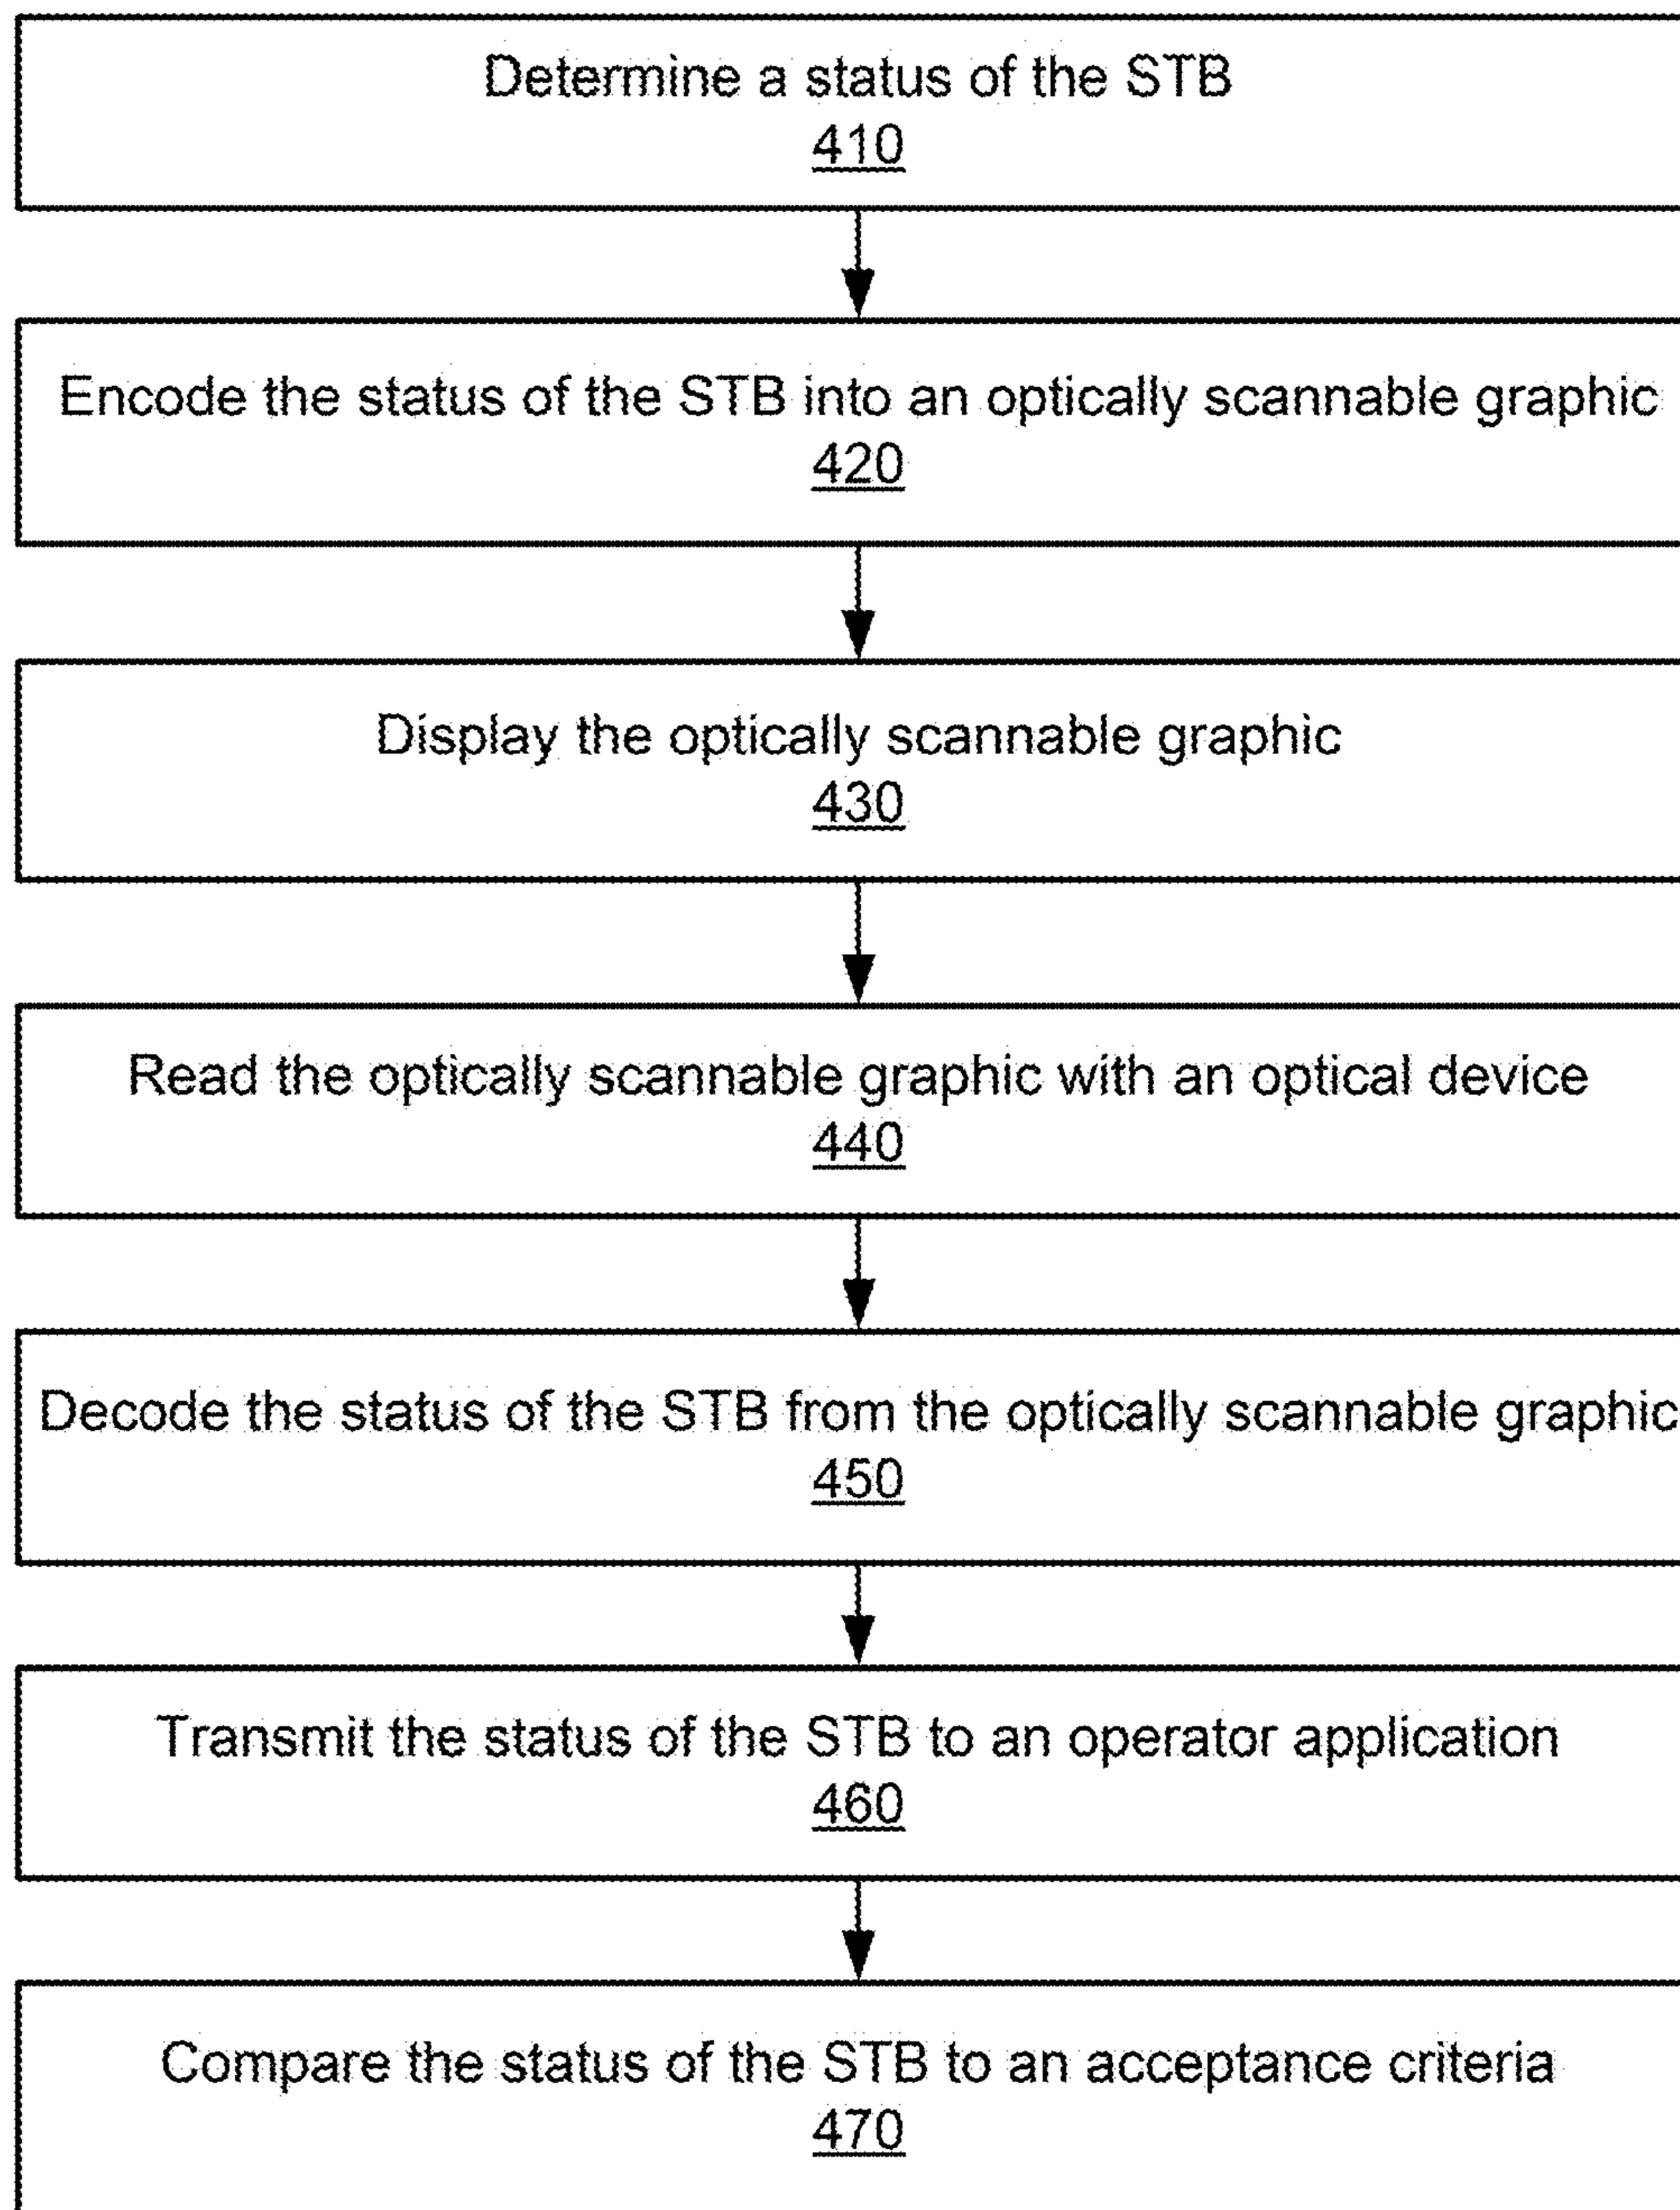 Determine a status of the STB
410
Encode the status of the STB into an optically scannable graphic
420
Display the optically scannable graphic
430
Read the optically scannable graphic with an optical device
440
Decode the status of the STB from the optically scannable graphic
450
Transmit the status of the STB to an operator application
460
Compare the status of the STB to an acceptance criteria
470